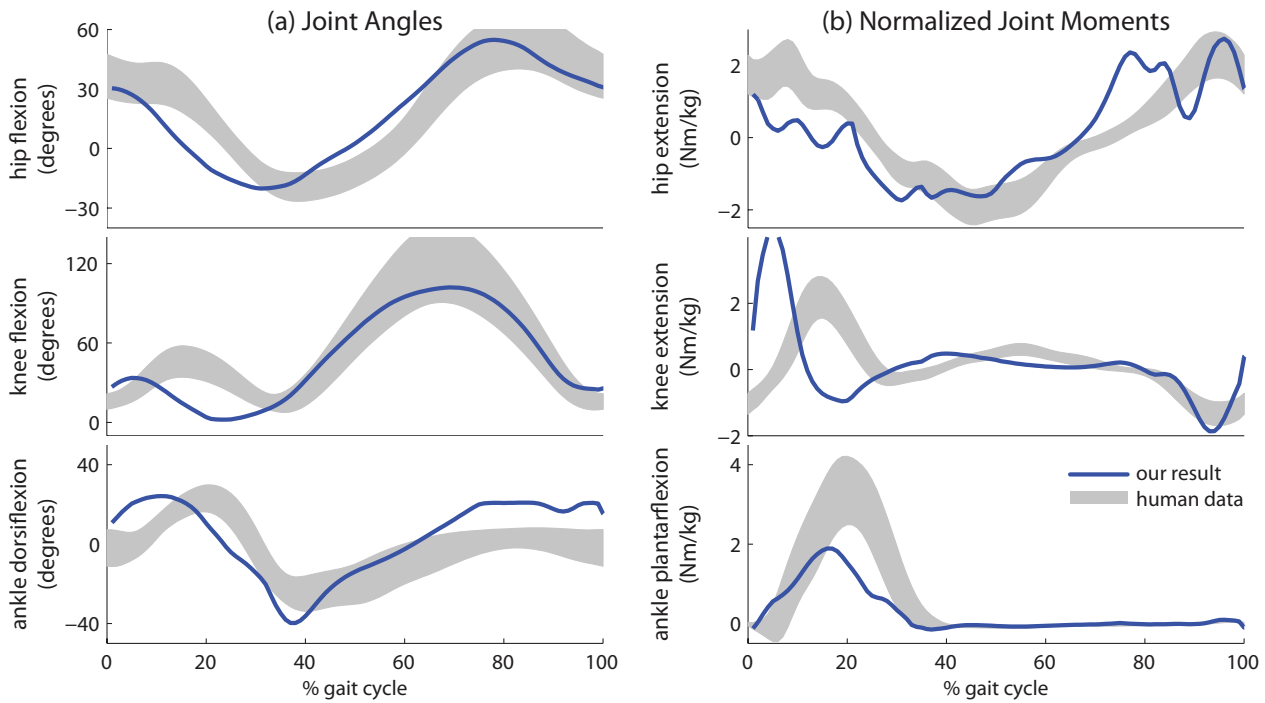 (a) Joint Angles
hip flexion
(degrees)
60
30
0
−30
knee flexion
(degrees)
120
60
0
ankle dorsiflexion
(degrees)
40
0
−40
0 20 40 60 80 100
% gait cycle
(b) Normalized Joint Moments
hip extension
(Nm/kg)
2
0
−2
knee extension
(Nm/kg)
2
0
−2
ankle plantarflexion
(Nm/kg)
4
2
0
our result
human data
0 20 40 60 80 100
% gait cycle